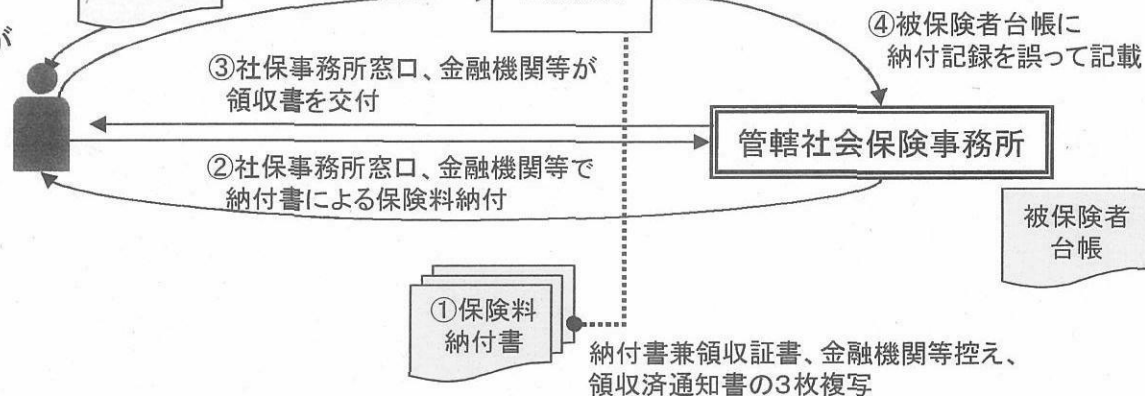 が
④被保険者台帳に
納付記録を誤って記載
③社保事務所窓口、金融機関等が
領収書を交付
管轄社会保険事務所
②社保事務所窓口、金融機関等で
納付書による保険料納付
被保険者
台帳
①保険料
納付書
納付書兼領収証書、金融機関等控え、
領収済通知書の3枚複写